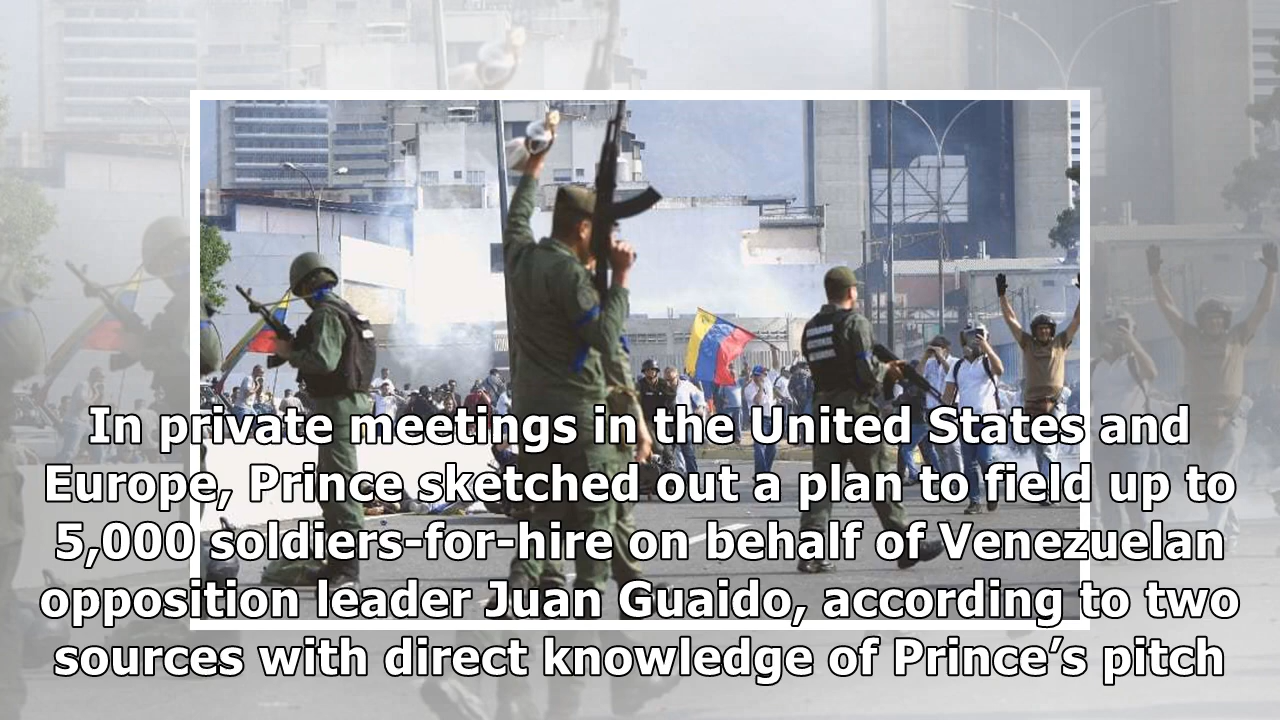 In private meetings in the United States and
Europe, Prince sketched out a plan to field up to
5,000 soldiers-for-hire on behalf of Venezuelan
opposition leader Juan Guaido, according to two
sources with direct knowledge of Prince’s pitch